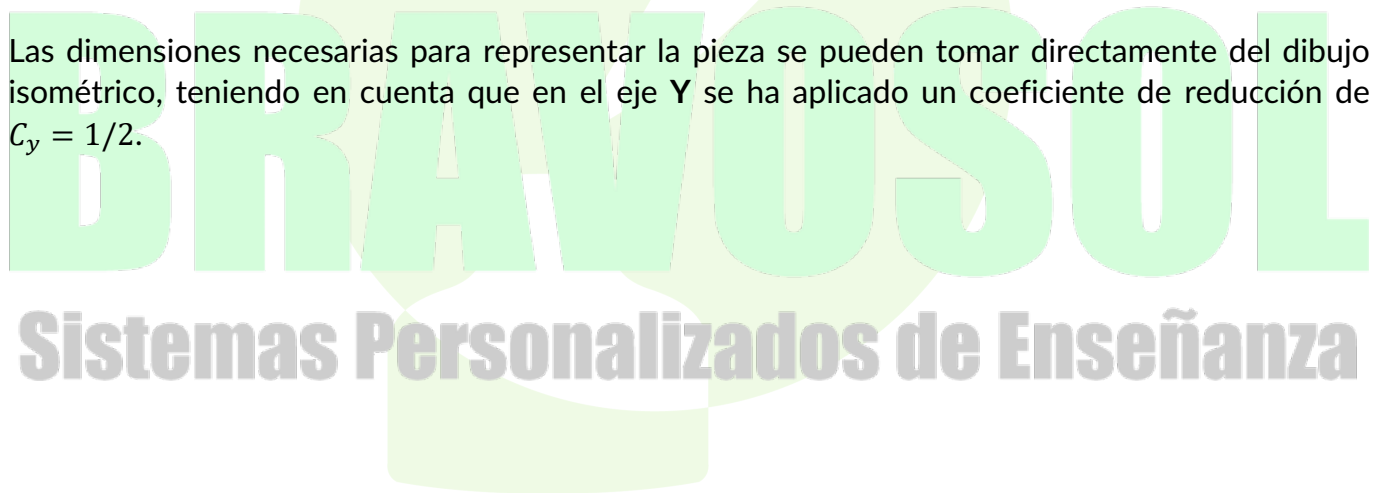 Las dimensiones necesarias para representar la pieza se pueden tomar directamente del dibujo
isométrico, teniendo en cuenta que en el eje Y se ha aplicado un coeficiente de reducción de
𝐶𝑦 = 1/2.
BRAVOSOL
Sistemas Personalizados de Enseñanza